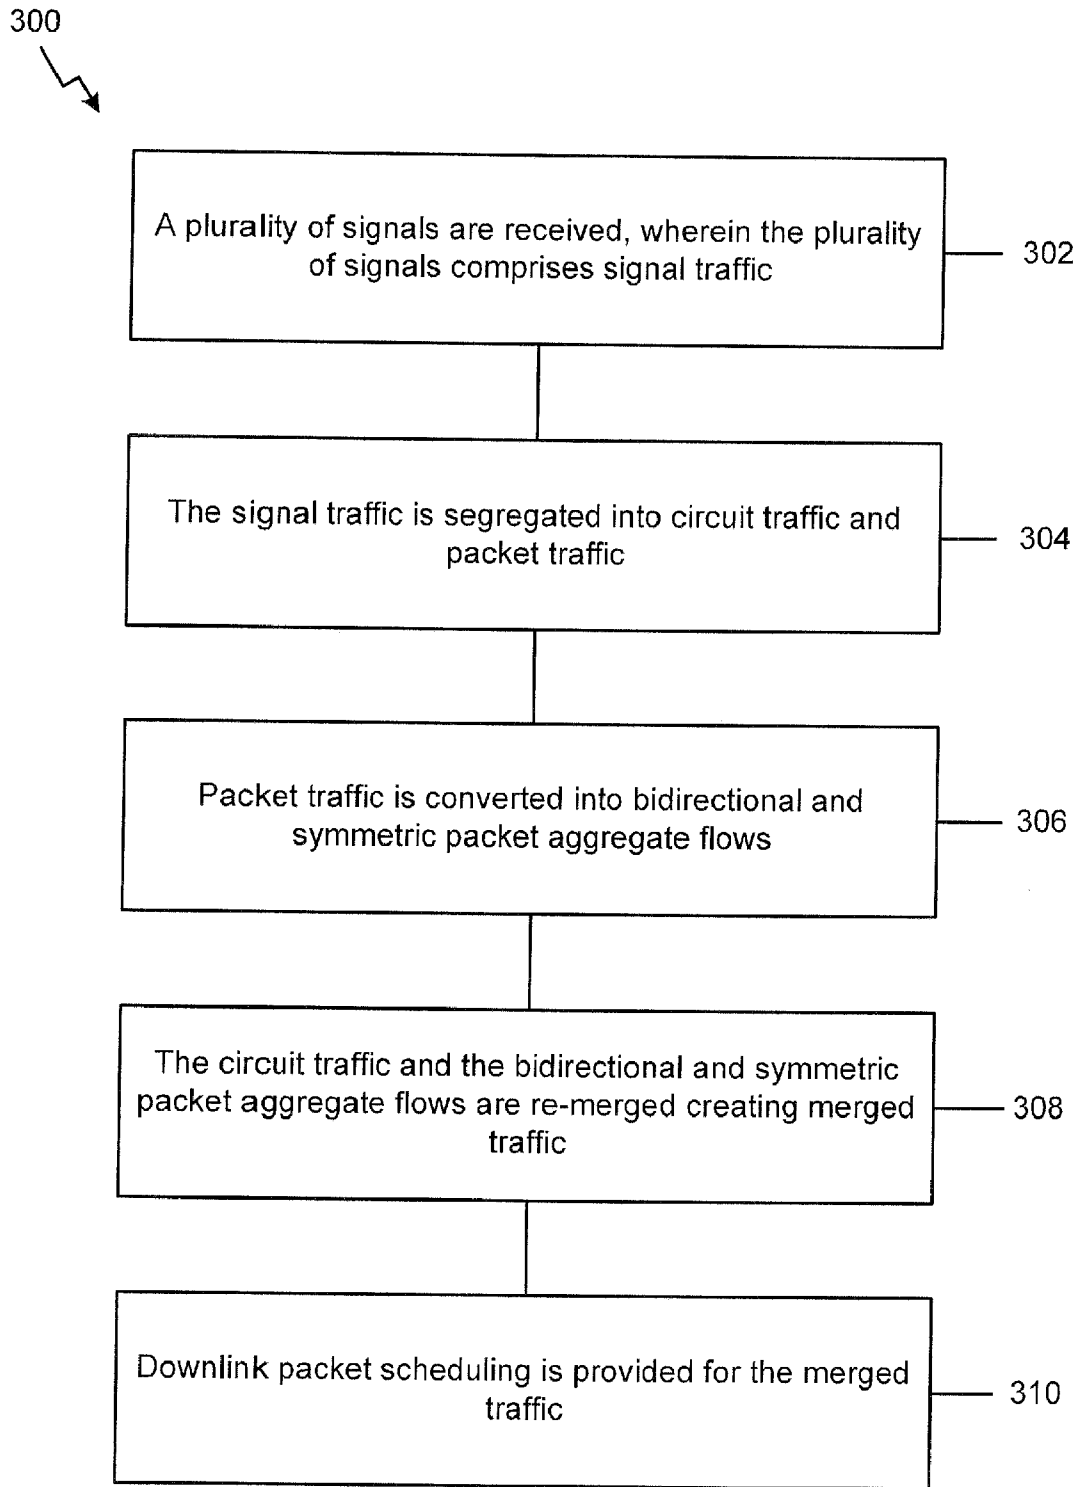 300
A plurality of signals are received, wherein the plurality
of signals comprises signal traffic
302
The signal traffic is segregated into circuit traffic and
packet traffic
304
Packet traffic is converted into bidirectional and
symmetric packet aggregate flows
306
The circuit traffic and the bidirectional and symmetric
packet aggregate flows are re-merged creating merged
traffic
308
Downlink packet scheduling is provided for the merged
traffic
310